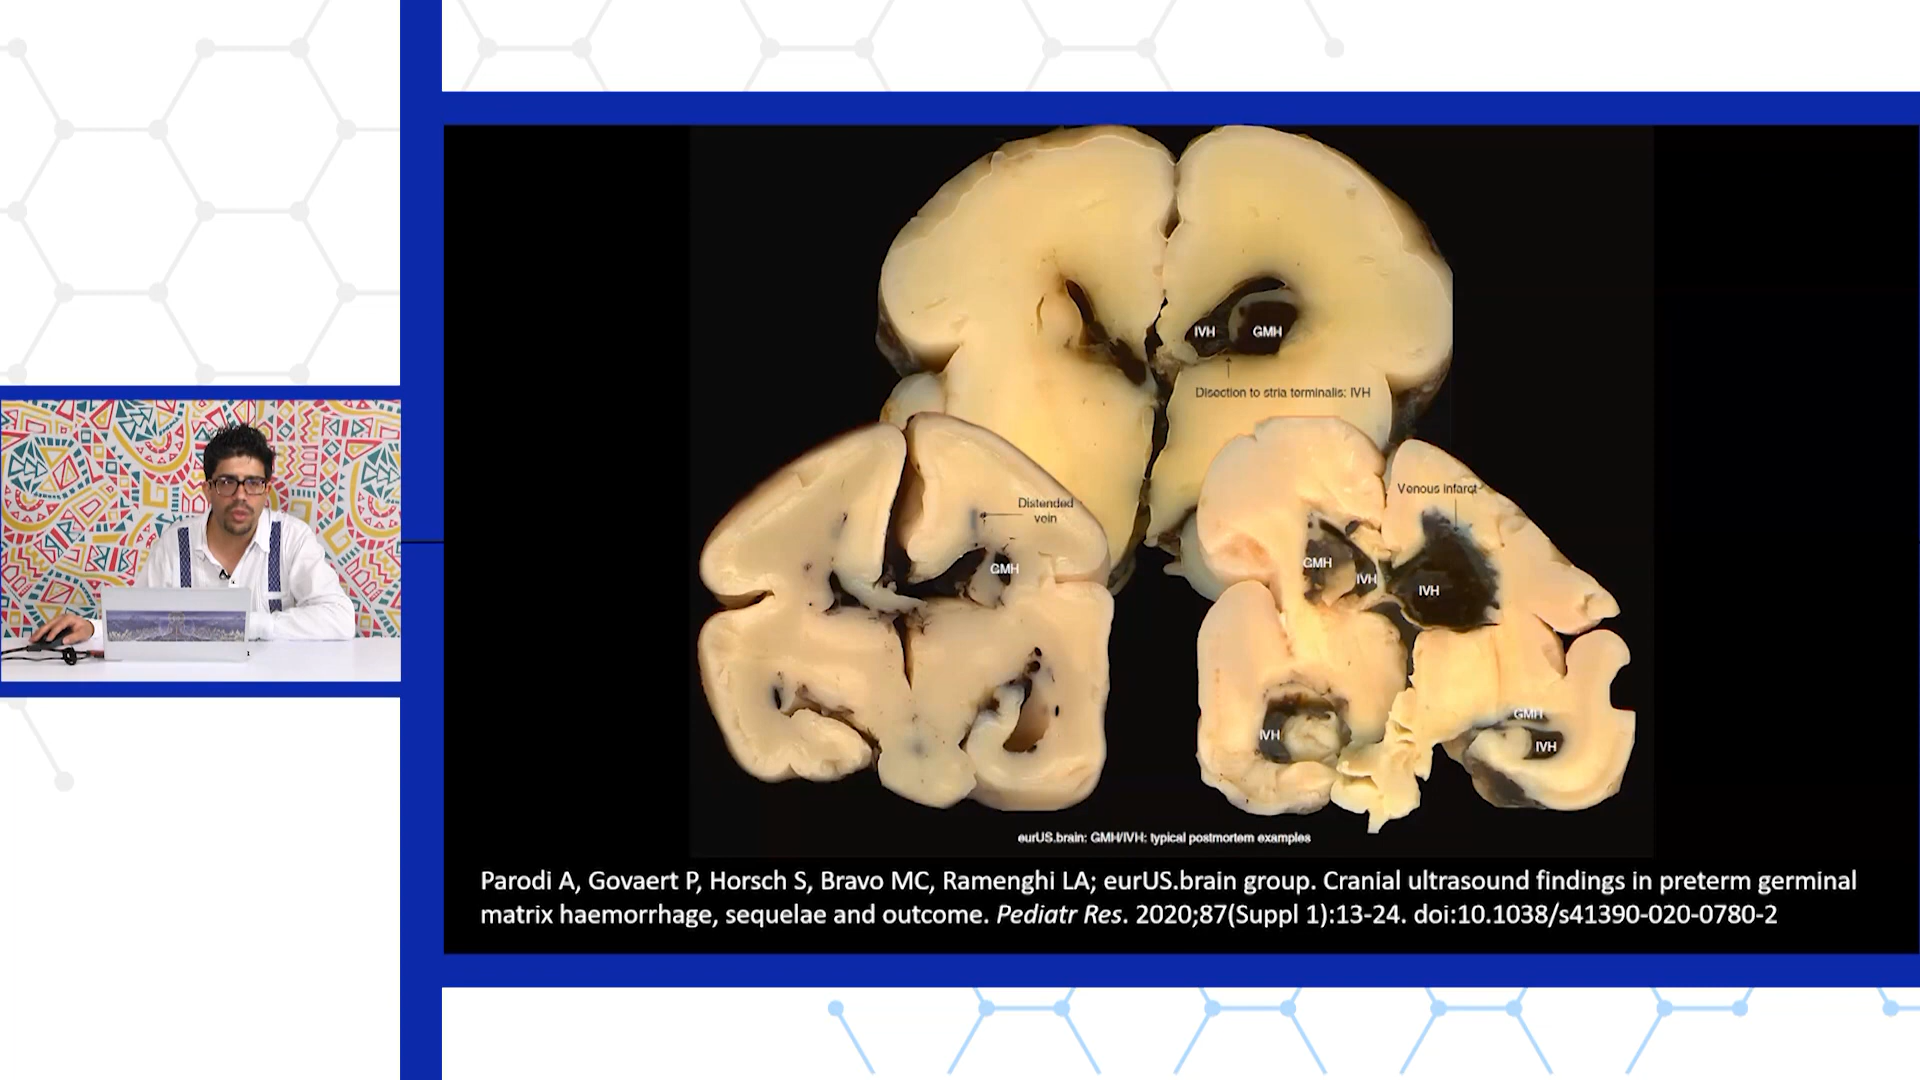 IVH
GMH
Disection to stria terminalis: IVH
Distended
vein
GMH
Venous infarct
GMH
IVH
IVH
IVH
GMH
IVH
eurUS.brain: GMH/IVH: typical postmortem examples
Parodi A, Govaert P, Horsch S, Bravo MC, Ramenghi LA; eurUS.brain group. Cranial ultrasound findings in preterm germinal
matrix haemorrhage, sequelae and outcome. Pediatr Res. 2020;87(Suppl 1):13-24. doi:10.1038/s41390-020-0780-2